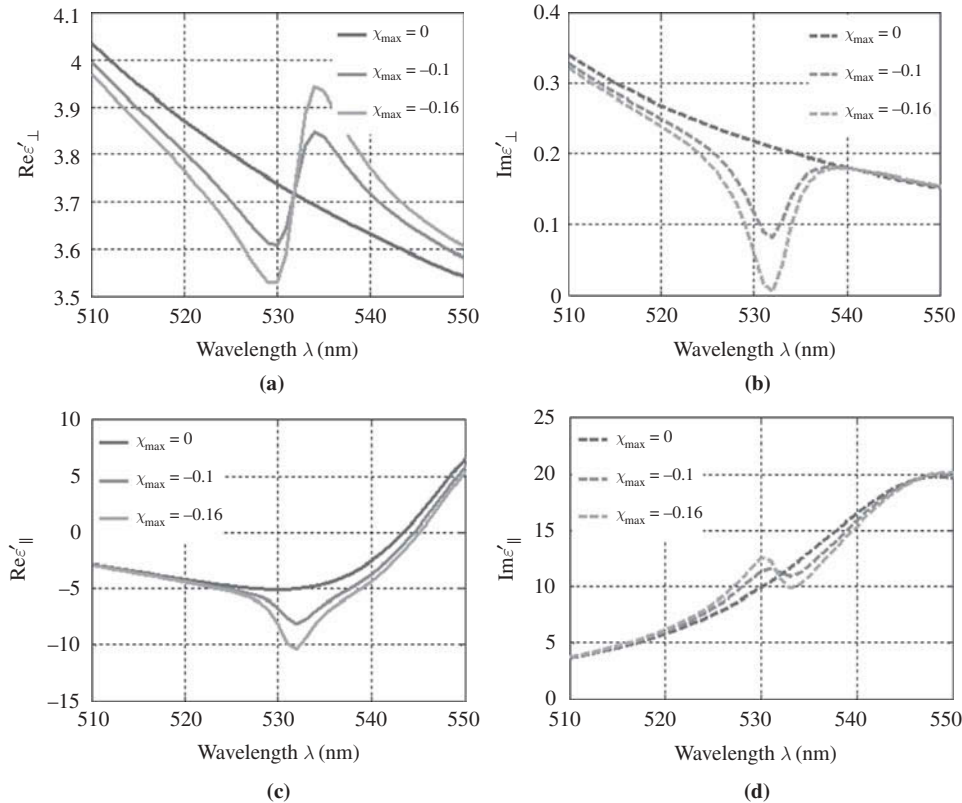 4.1
4
3.9
3.8
3.7
3.6
3.5
Reε′⊥
χmax = 0
χmax = –0.1
χmax = –0.16
510 520 530 540 550
Wavelength λ (nm)
(a)
0.4
0.3
0.2
0.1
0
Imε′⊥
χmax = 0
χmax = –0.1
χmax = –0.16
510 520 530 540 550
Wavelength λ (nm)
(b)
10
5
0
−5
−10
−15
Reε′∥
χmax = 0
χmax = –0.1
χmax = –0.16
510 520 530 540 550
Wavelength λ (nm)
(c)
25
20
15
10
5
0
Imε′∥
χmax = 0
χmax = –0.1
χmax = –0.16
510 520 530 540 550
Wavelength λ (nm)
(d)